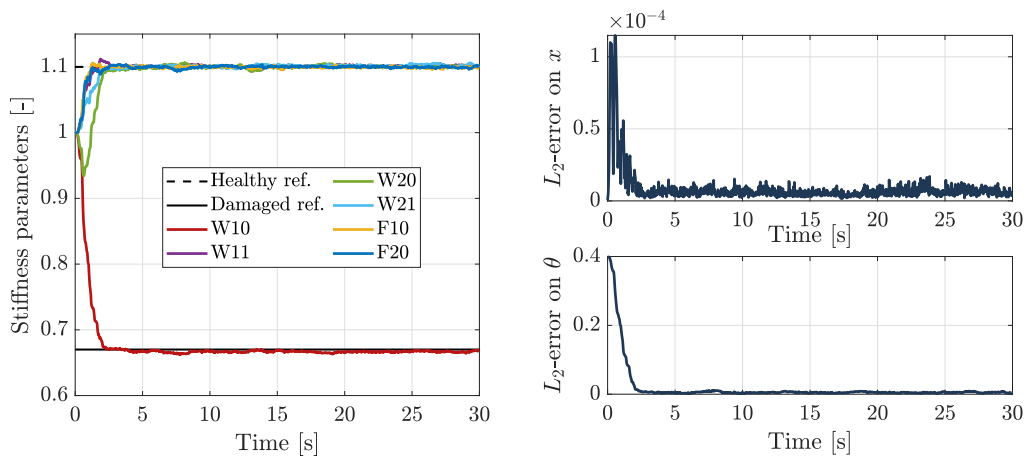 Stiffness parameters [-]
1.1
1
0.9
0.8
0.7
0.6
Healthy ref.
Damaged ref.
W10
W11
W20
W21
F10
F20
0 5 10 15 20 25 30
Time [s]
×10⁻⁴
L₂-error on x
1
0.5
0
0 5 10 15 20 25 30
Time [s]
L₂-error on θ
0.4
0.2
0
0 5 10 15 20 25 30
Time [s]